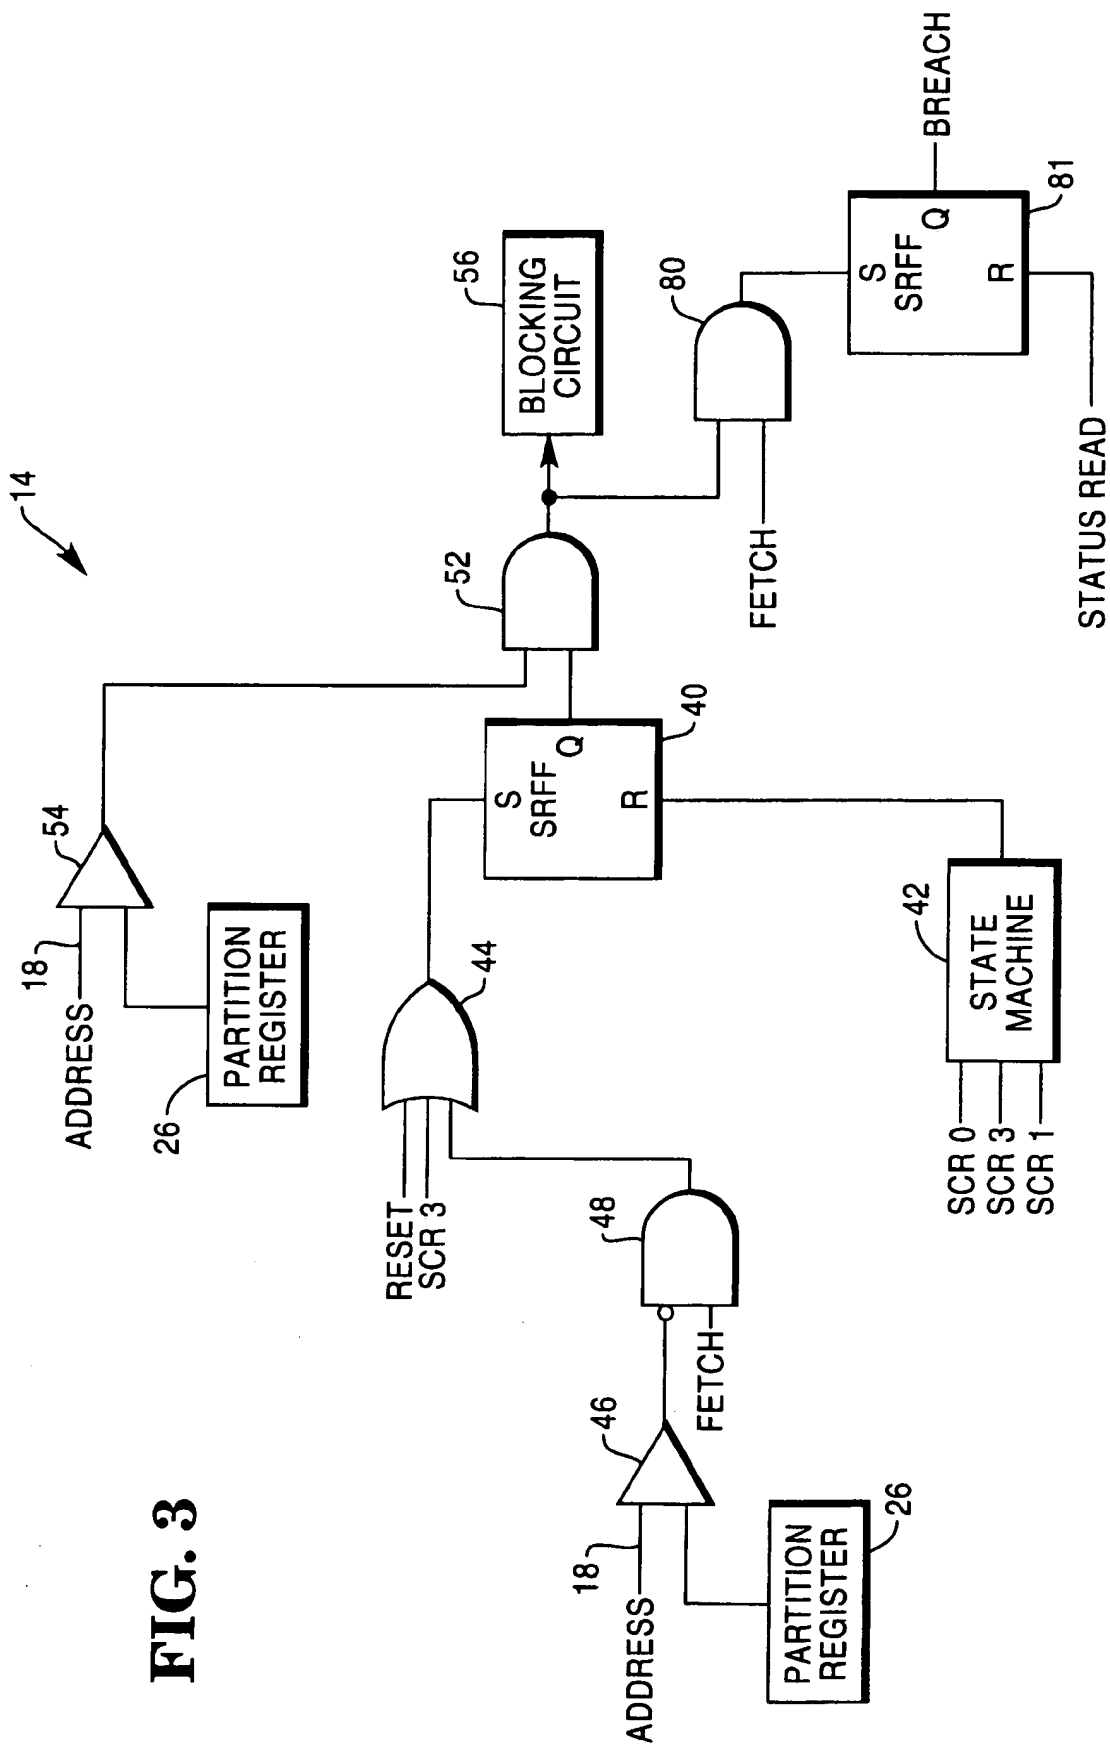 FIG. 3
14
18
ADDRESS
54
26
PARTITION
REGISTER
RESET
SCR 3
44
18
ADDRESS
46
PARTITION
REGISTER
26
FETCH
48
S
SRFF
Q
R
40
SCR 0
SCR 3
SCR 1
STATE
MACHINE
42
52
56
BLOCKING
CIRCUIT
FETCH
80
S
SRFF
Q
R
81
BREACH
STATUS READ